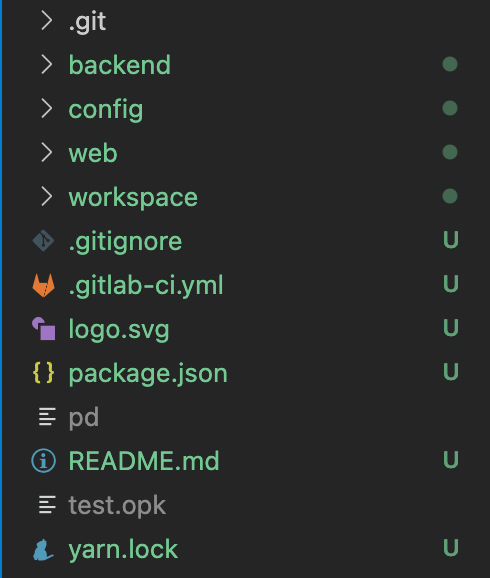 .git
backend
config
web
workspace
.gitignore U
.gitlab-ci.yml U
logo.svg U
package.json U
pd
README.md U
test.opk
yarn.lock U